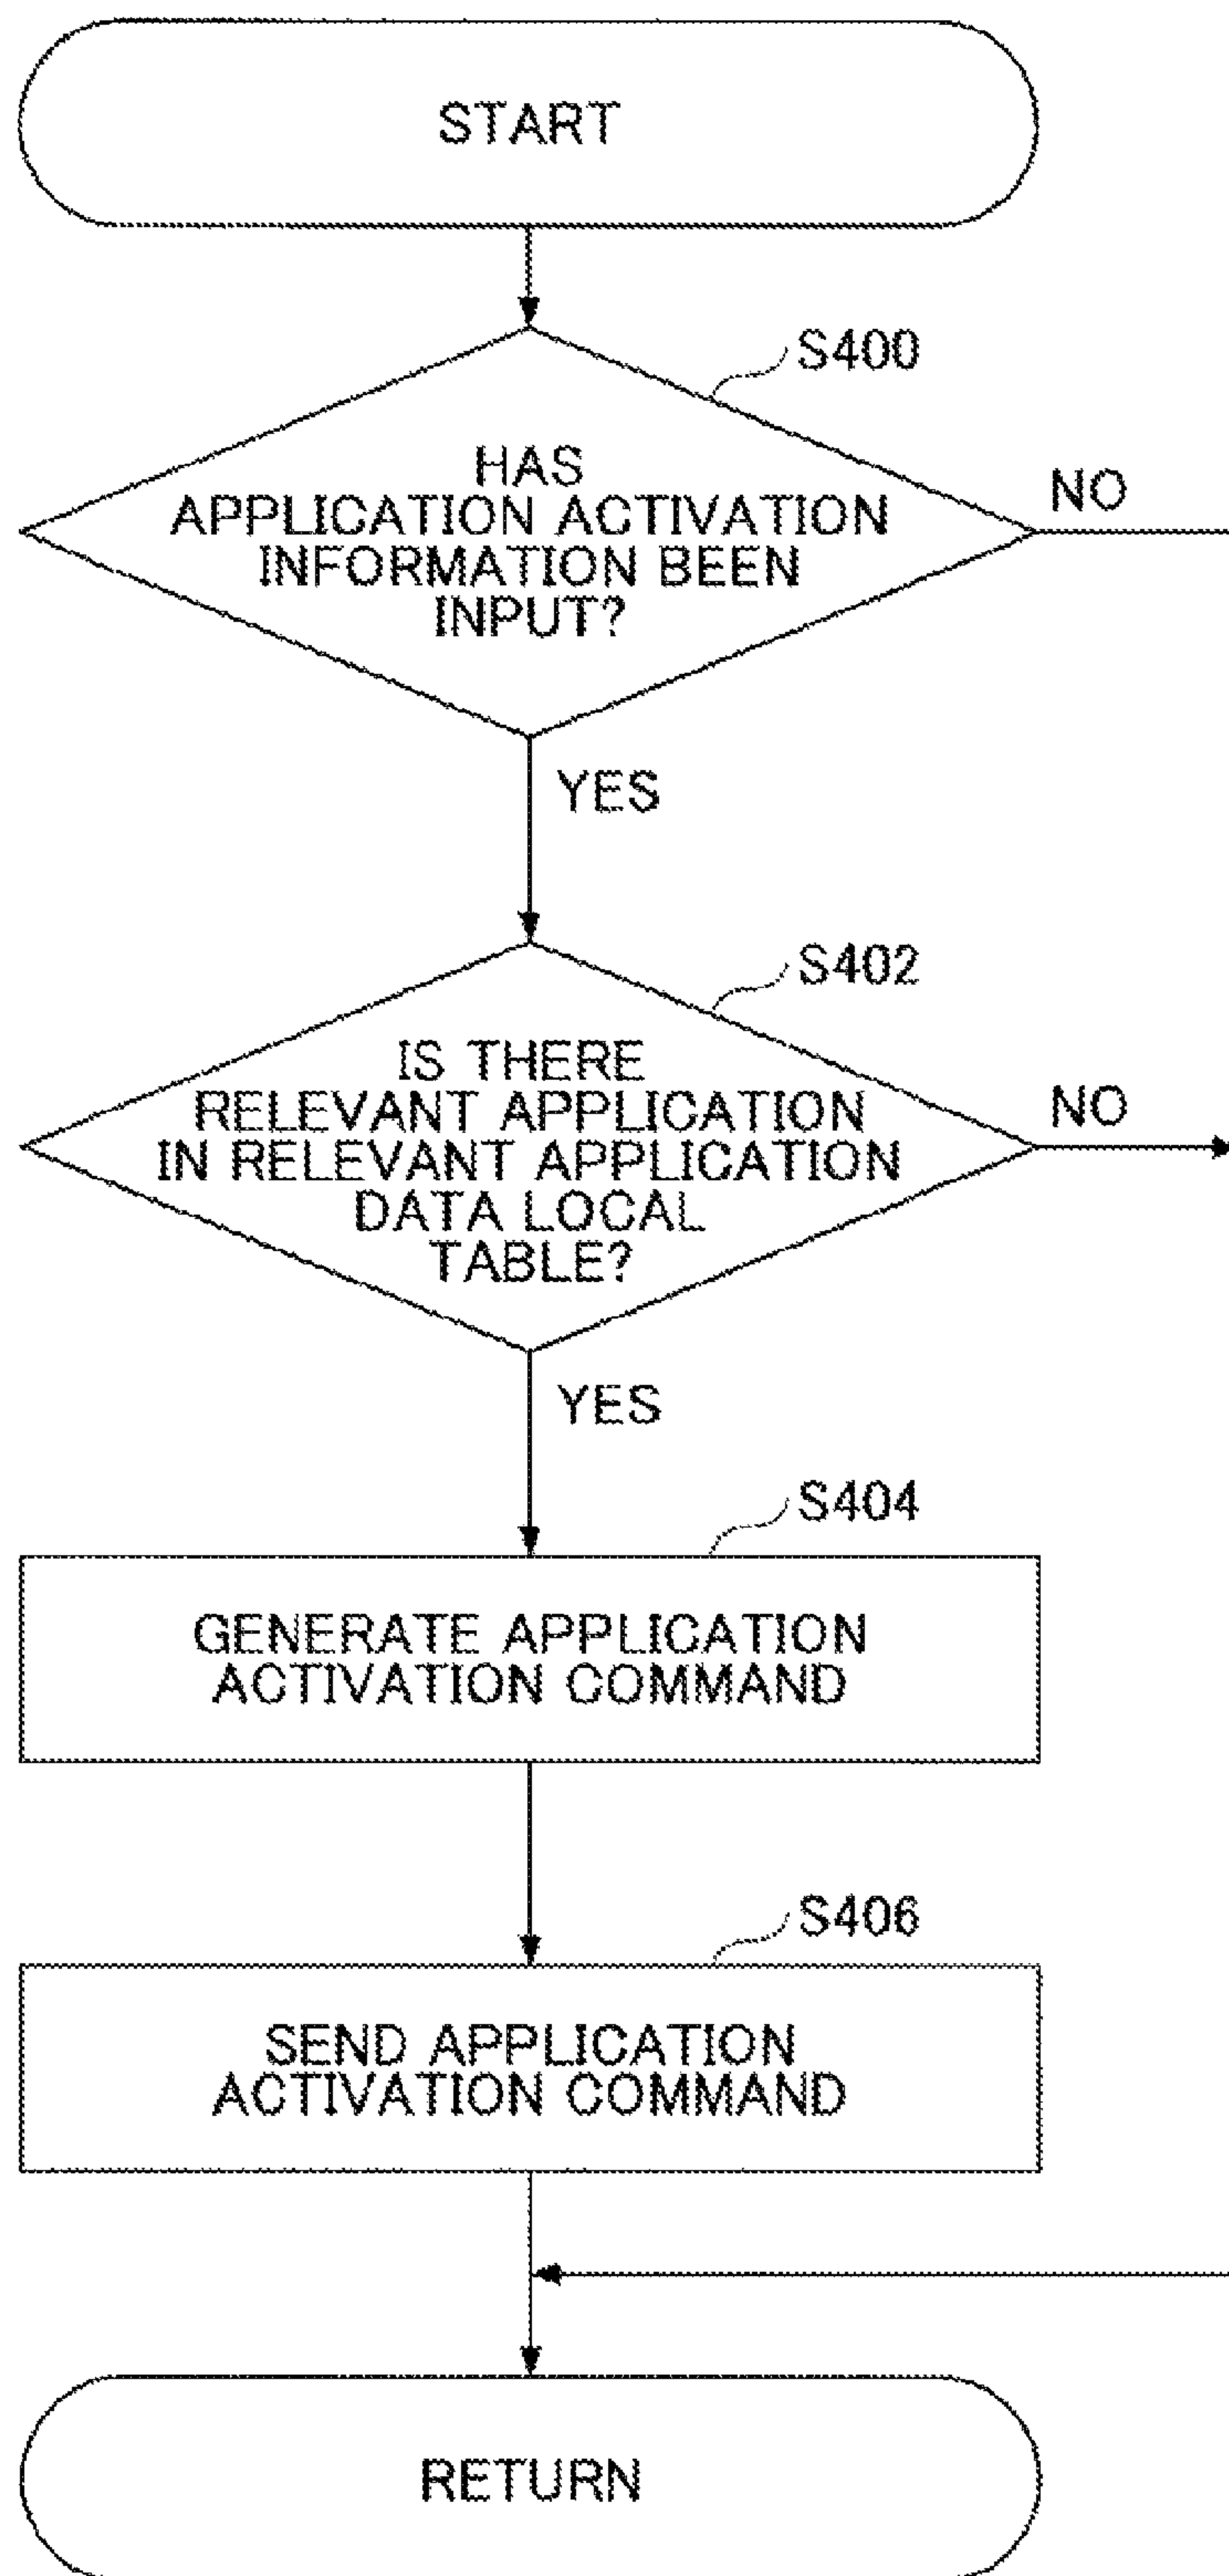 START
S400
HAS
APPLICATION ACTIVATION
INFORMATION BEEN
INPUT?
NO
YES
S402
IS THERE
RELEVANT APPLICATION
IN RELEVANT APPLICATION
DATA LOCAL
TABLE?
NO
YES
S404
GENERATE APPLICATION
ACTIVATION COMMAND
S406
SEND APPLICATION
ACTIVATION COMMAND
RETURN